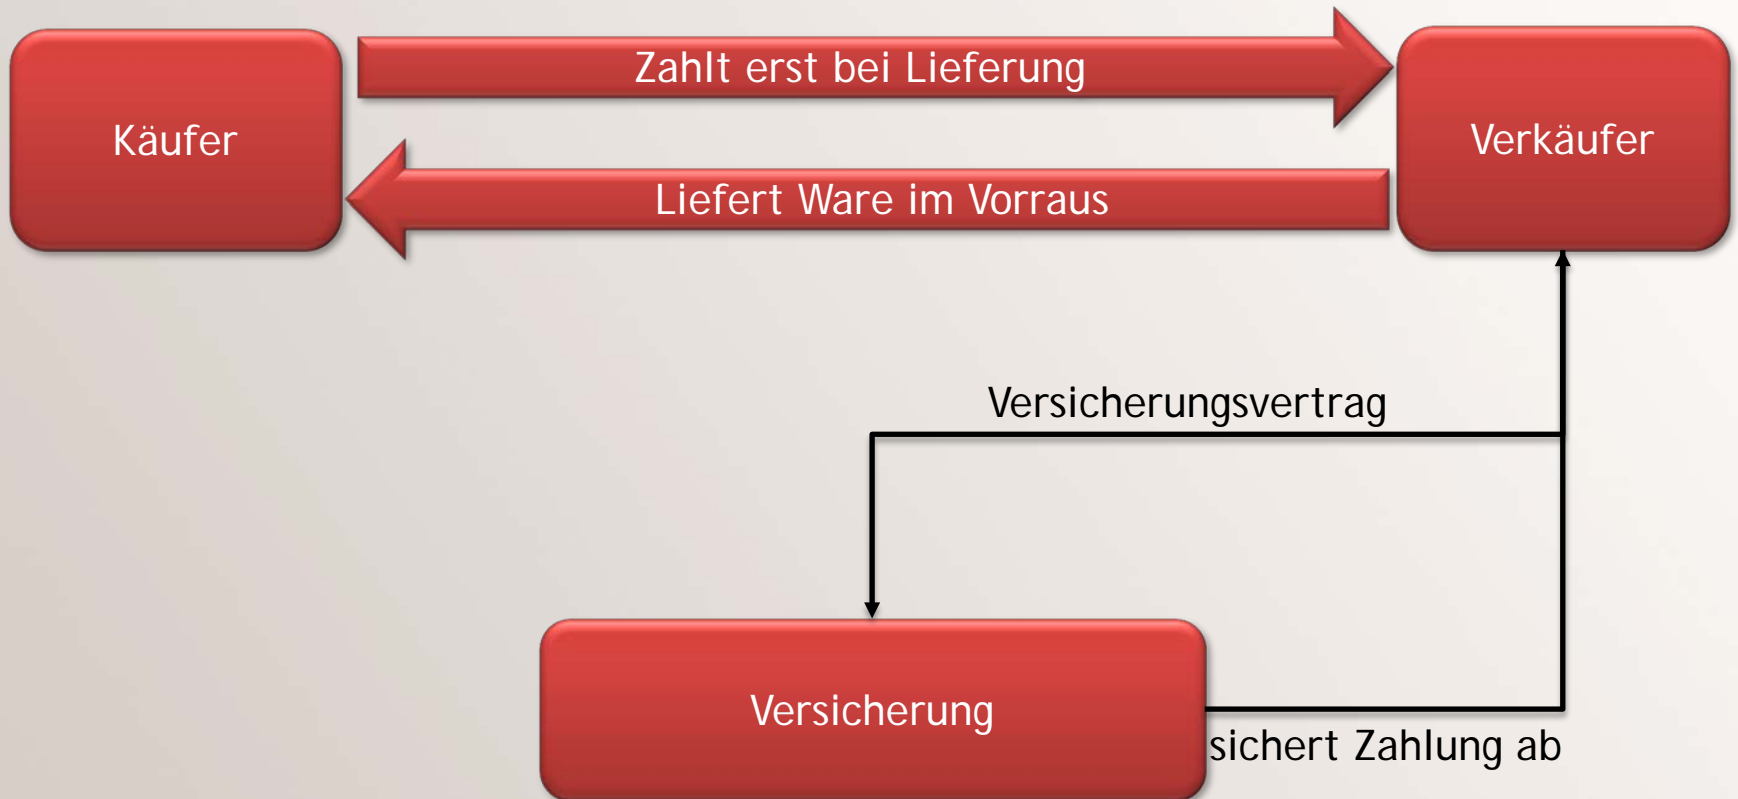 Zahlt erst bei Lieferung
Käufer
Verkäufer
Liefert Ware im Vorraus
Versicherungsvertrag
Versicherung
sichert Zahlung ab